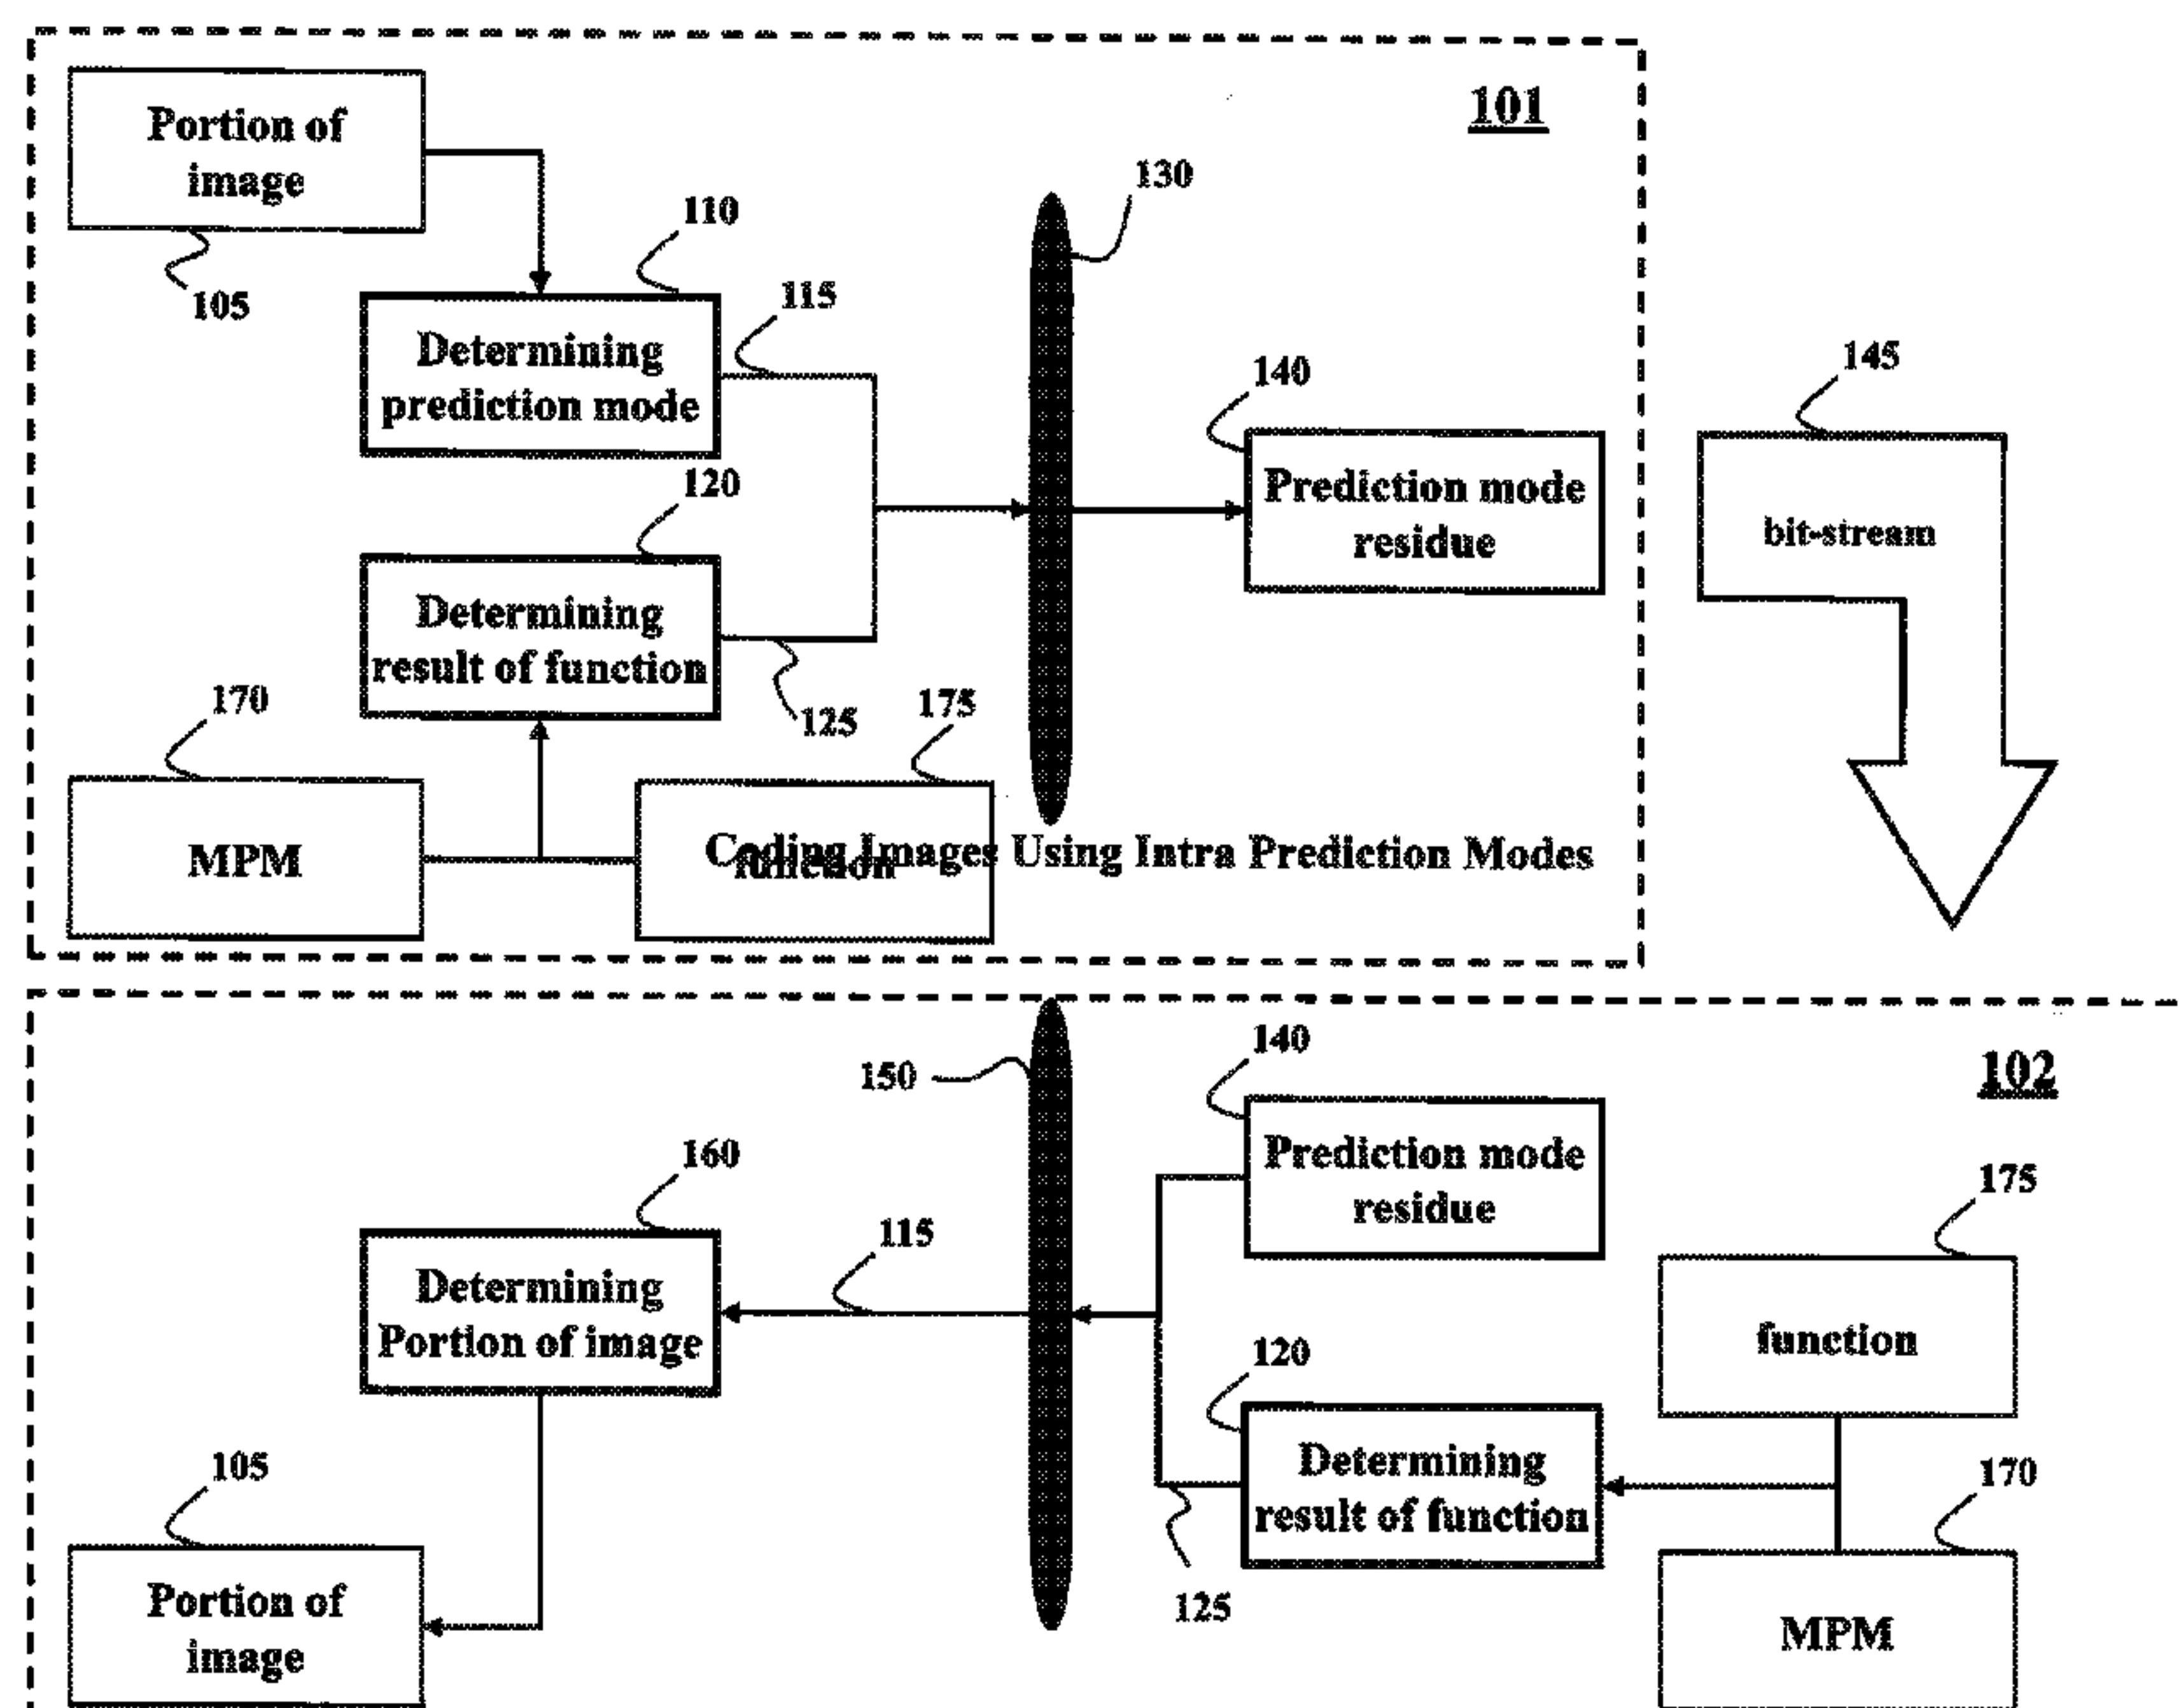 101
Portion of
image
105
110
Determining
prediction mode
115
130
140
Prediction mode
residue
145
bit-stream
120
Determining
result of function
125
170
MPM
175
function
Coding Images Using Intra Prediction Modes
102
150
140
Prediction mode
residue
160
Determining
Portion of image
115
175
function
120
Determining
result of function
125
170
MPM
105
Portion of
image